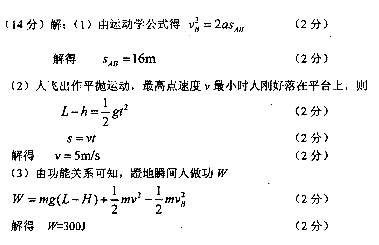 (14分)解:(1)由运动学公式得 v_B^2=2as_{AB} (2分)
解得 s_{AB}=16m (2分)
(2)人飞出作平抛运动,最高点速度 v 最小时人刚好落在平台上,则
L-h=\frac{1}{2}gt^2 (2分)
s=vt (2分)
解得 v=5m/s (2分)
(3)由功能关系可知,蹬地瞬间人做功 W
W=mg(L-H)+\frac{1}{2}mv^2-\frac{1}{2}mv_B^2 (2分)
解得 W=300J (2分)